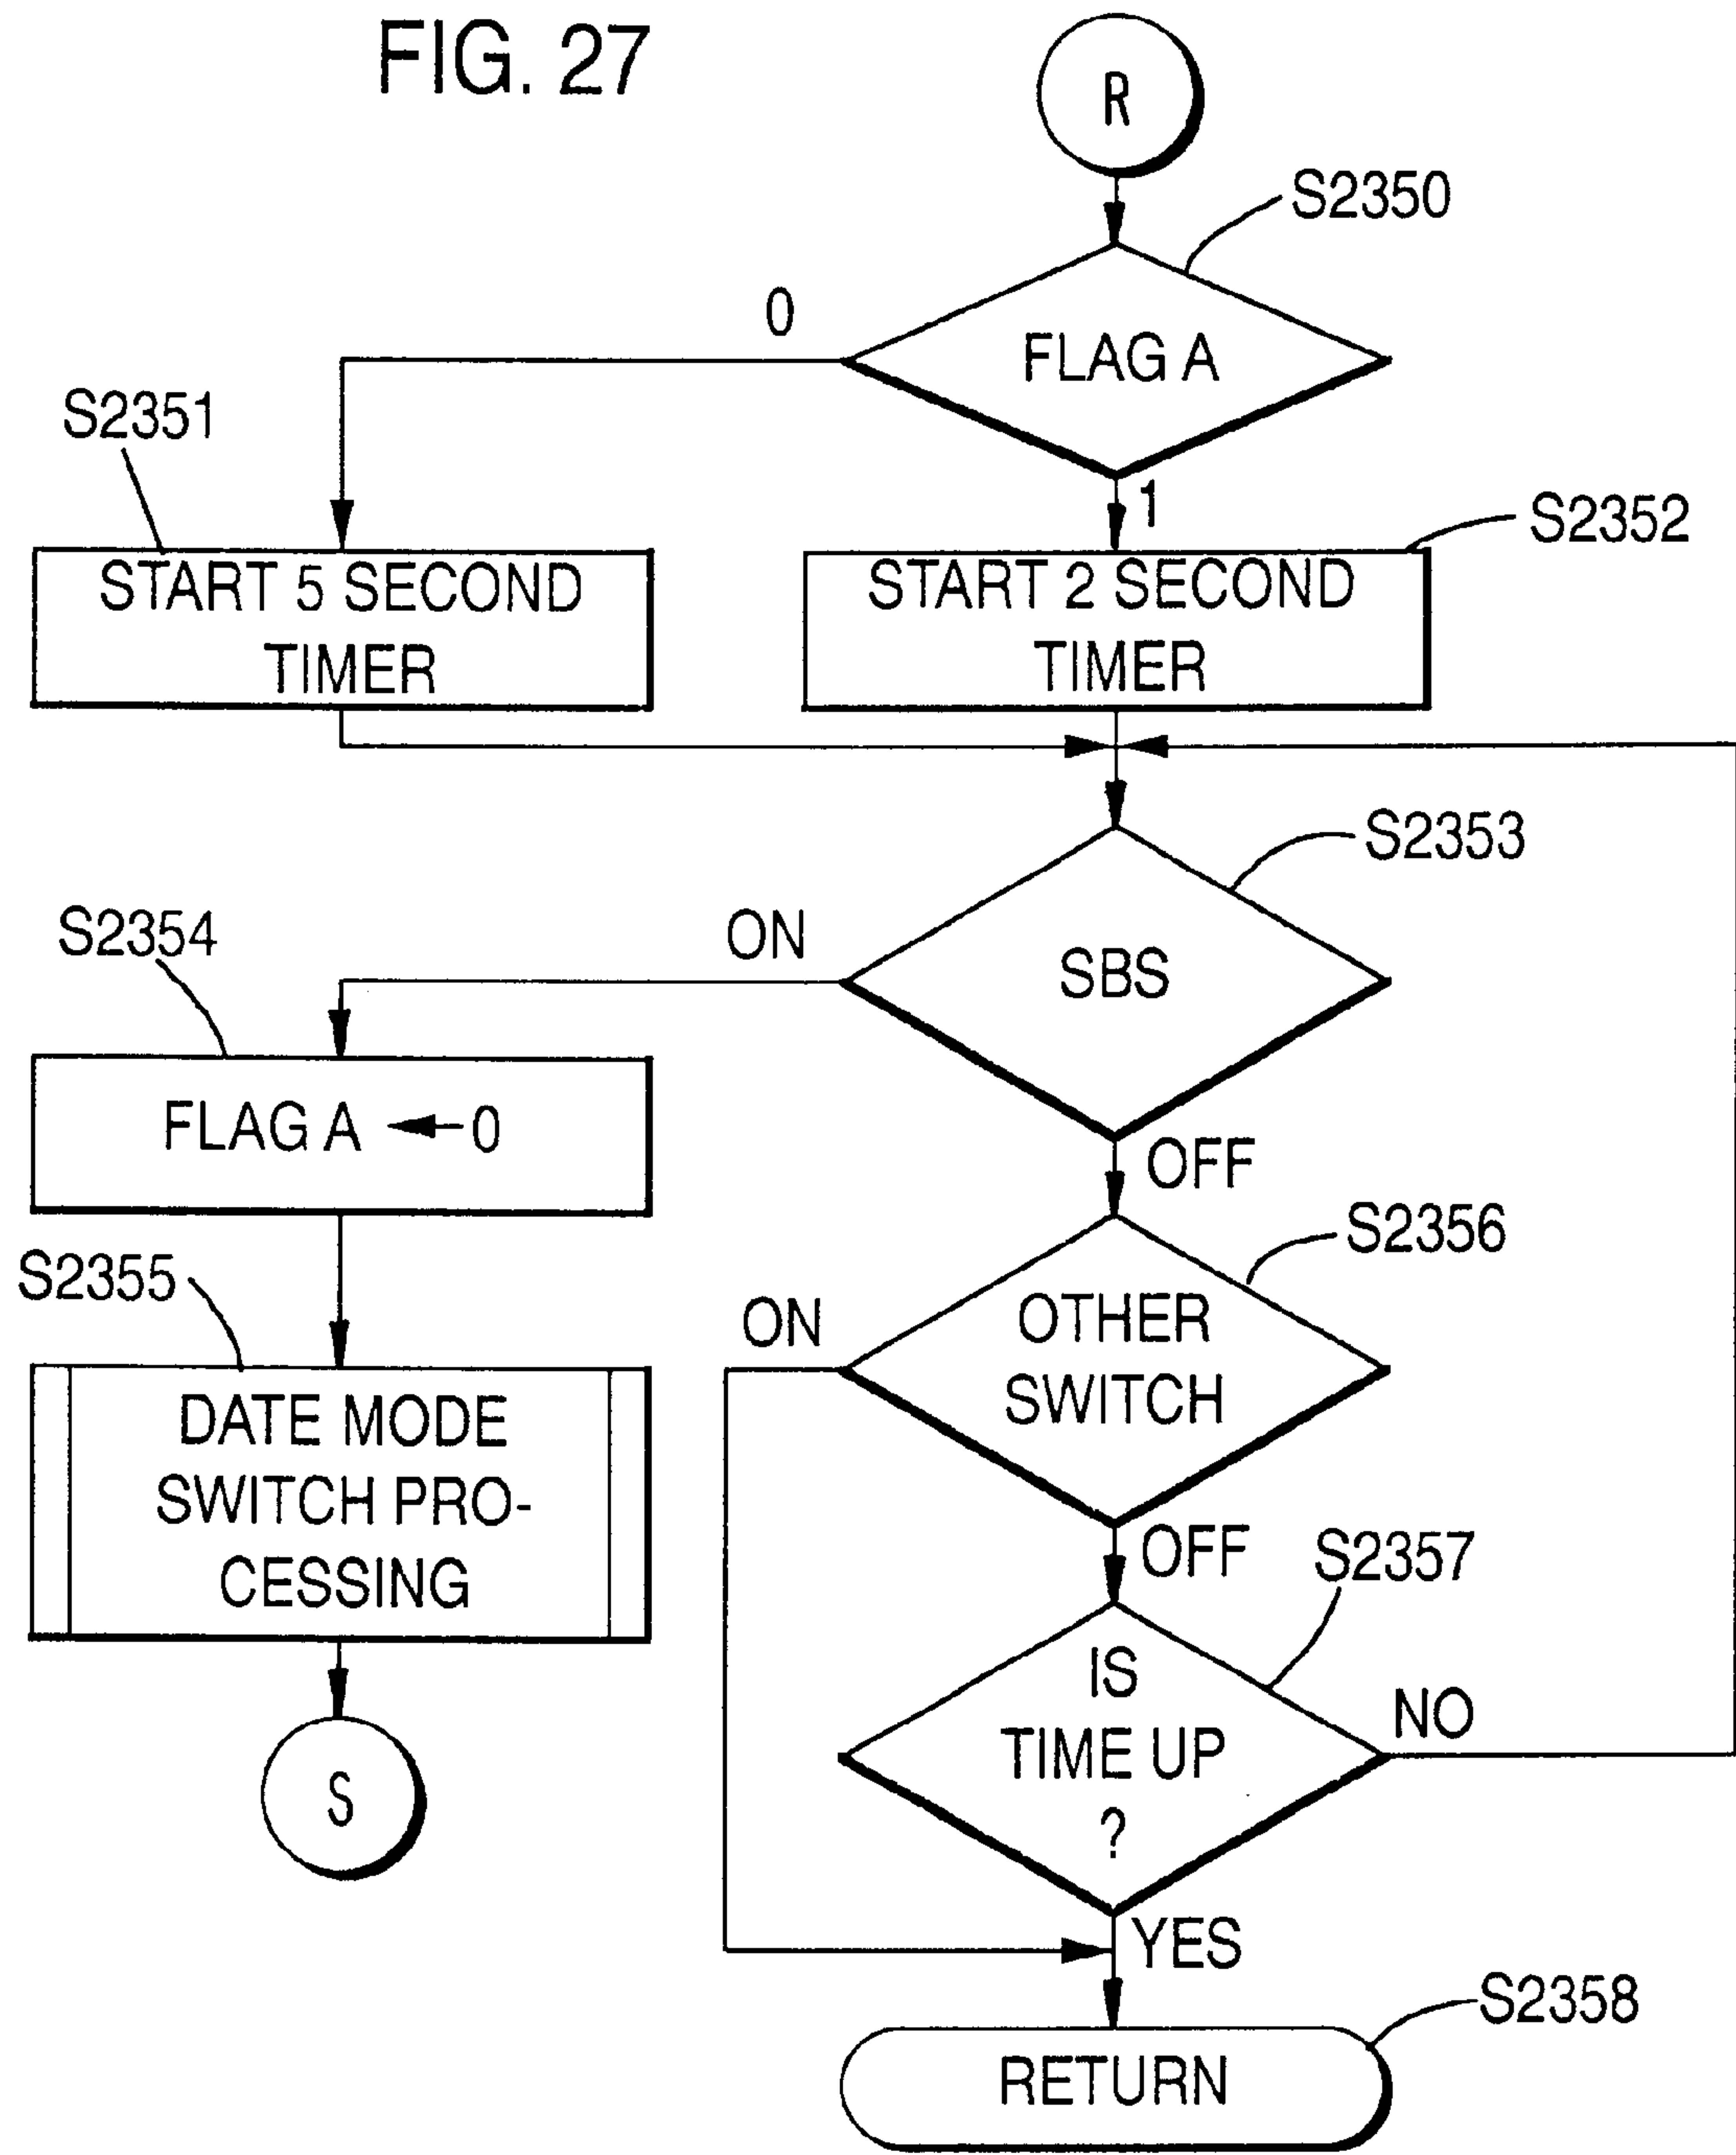 FIG. 27
R
S2350
0
FLAG A
S2351
1
S2352
START 5 SECOND
TIMER
START 2 SECOND
TIMER
S2353
ON
SBS
S2354
FLAG A ← 0
OFF
S2355
S2356
ON
OTHER
SWITCH
DATE MODE
SWITCH PRO-
CESSING
OFF
S2357
IS
TIME UP
?
NO
S
YES
S2358
RETURN